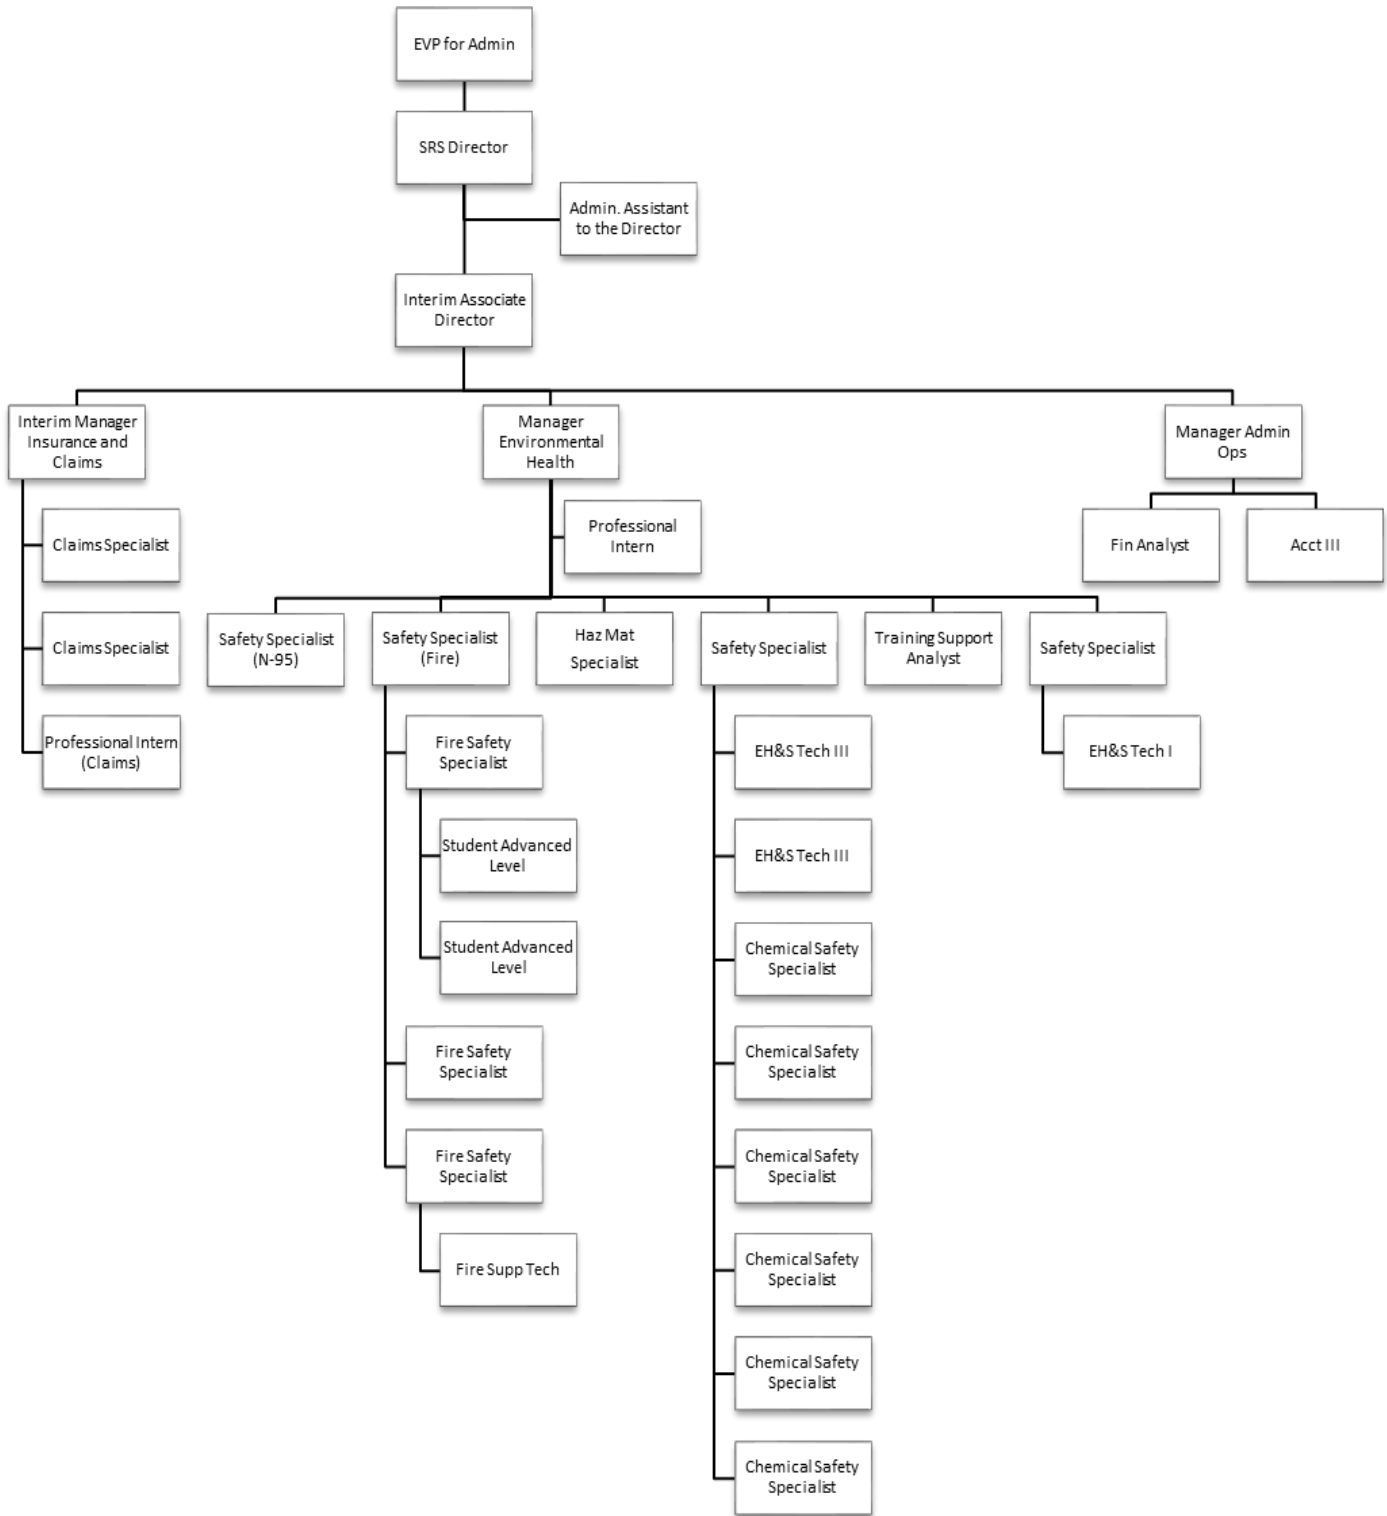 EVP for Admin
SRS Director
Admin. Assistant
to the Director
Interim Associate
Director
Interim Manager
Insurance and
Claims
Manager
Environmental
Health
Manager Admin
Ops
Claims Specialist
Claims Specialist
Professional Intern
(Claims)
Professional
Intern
Fin Analyst
Acct III
Safety Specialist
(N-95)
Safety Specialist
(Fire)
Haz Mat
Specialist
Safety Specialist
Training Support
Analyst
Safety Specialist
Fire Safety
Specialist
Student Advanced
Level
Student Advanced
Level
Fire Safety
Specialist
Fire Safety
Specialist
Fire Supp Tech
EH&S Tech III
EH&S Tech III
Chemical Safety
Specialist
Chemical Safety
Specialist
Chemical Safety
Specialist
Chemical Safety
Specialist
Chemical Safety
Specialist
Chemical Safety
Specialist
EH&S Tech I